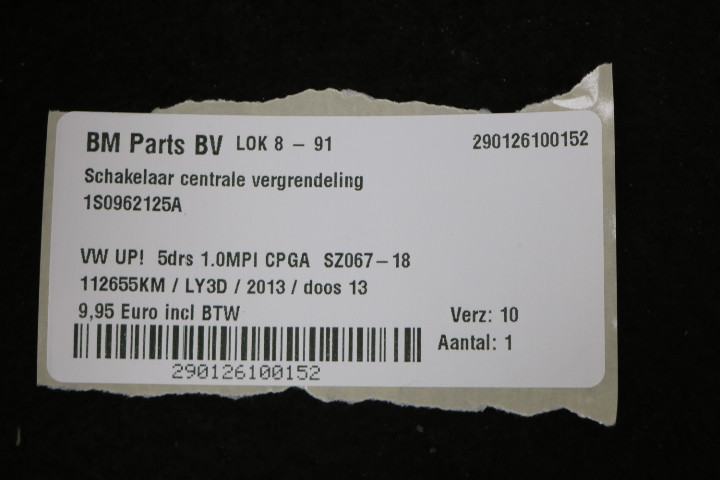 BM Parts BV LOK 8 - 91 290126100152
Schakelaar centrale vergrendeling
1S0962125A
VW UP! 5drs 1.0MPI CPGA SZ067-18
112655KM / LY3D / 2013 / doos 13
9,95 Euro incl BTW Verz: 10
Aantal: 1
290126100152